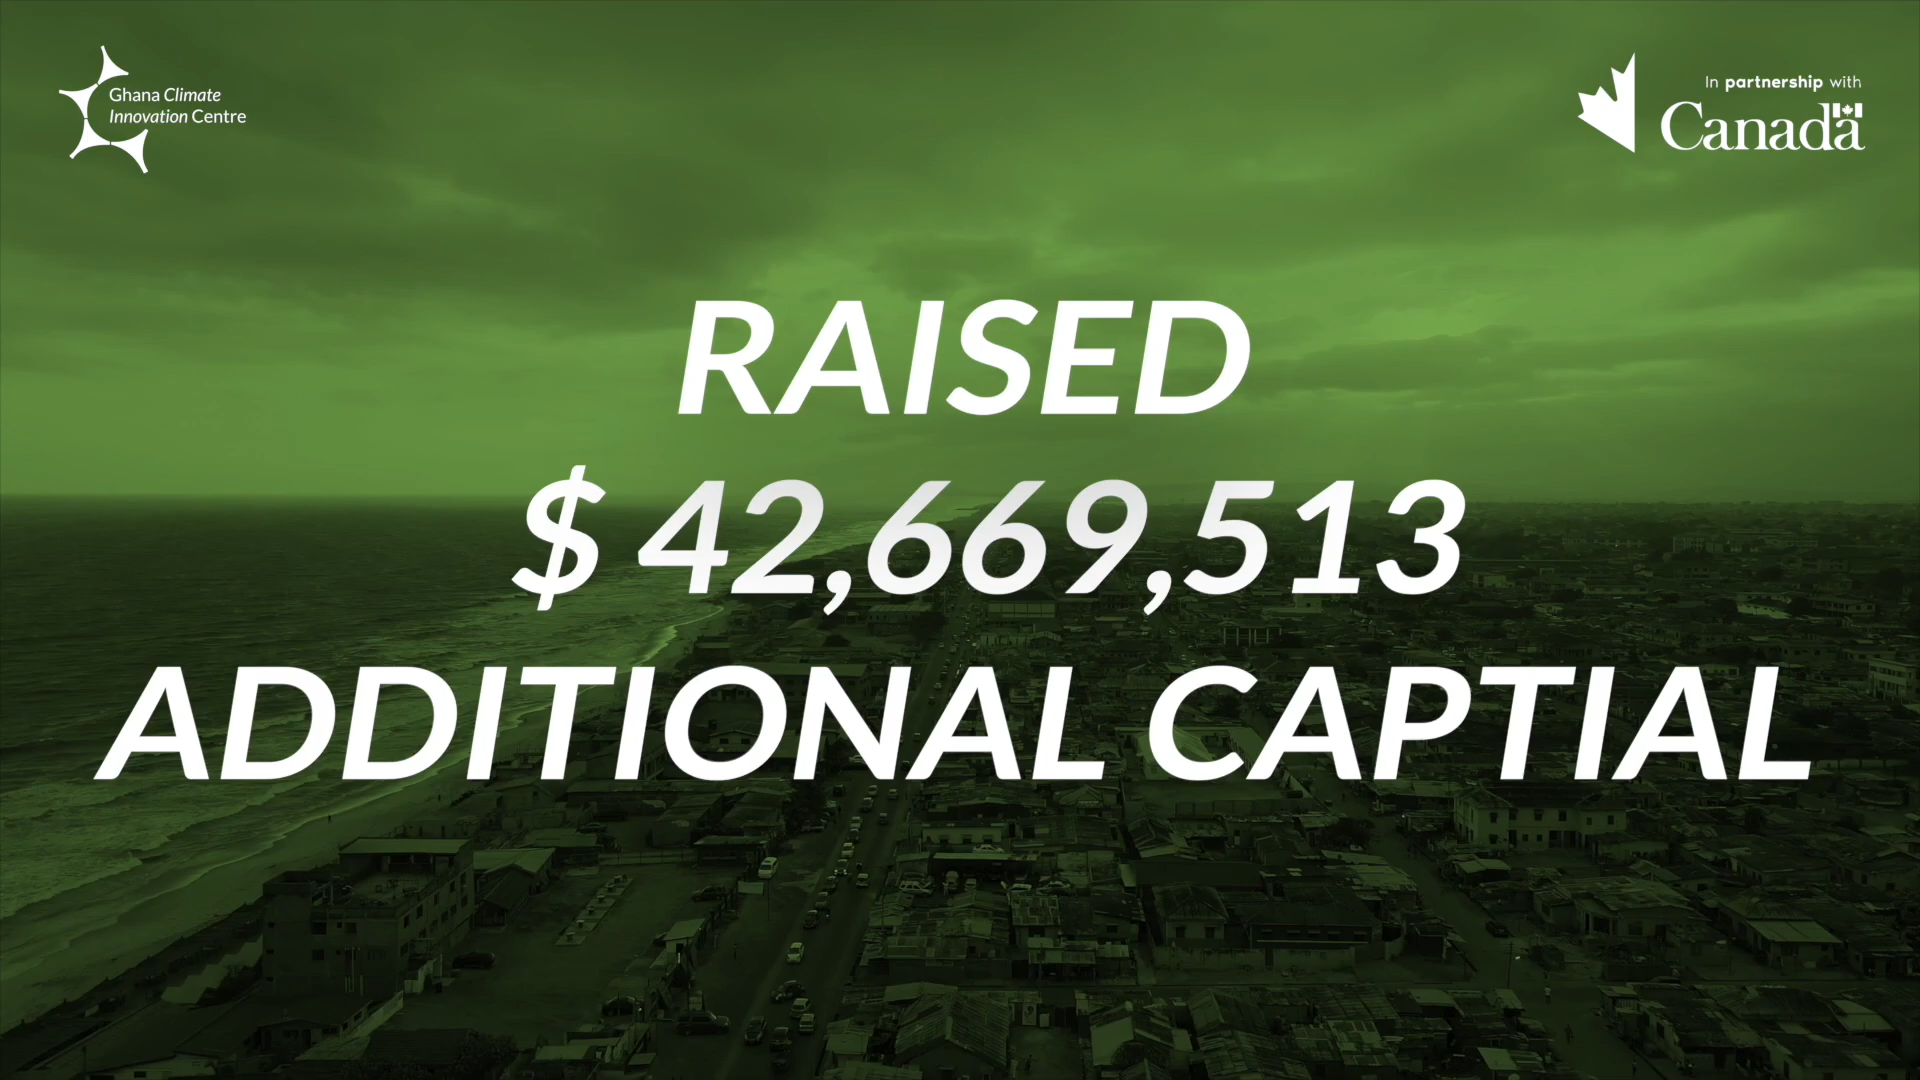 Ghana Climate
Innovation Centre
In partnership with
Canada
RAISED
$ 42,669,513
ADDITIONAL CAPTIAL